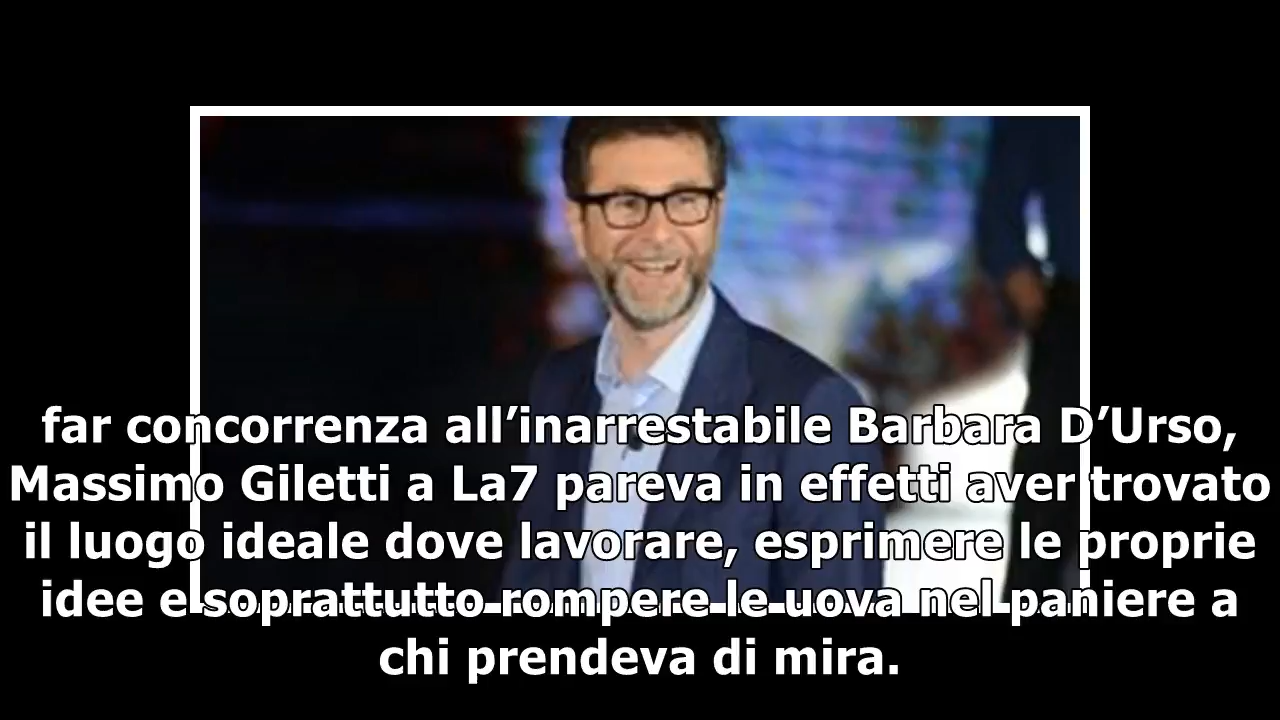 far concorrenza all’inarrestabile Barbara D’Urso,
Massimo Giletti a La7 pareva in effetti aver trovato
il luogo ideale dove lavorare, esprimere le proprie
idee e soprattutto rompere le uova nel paniere a
chi prendeva di mira.